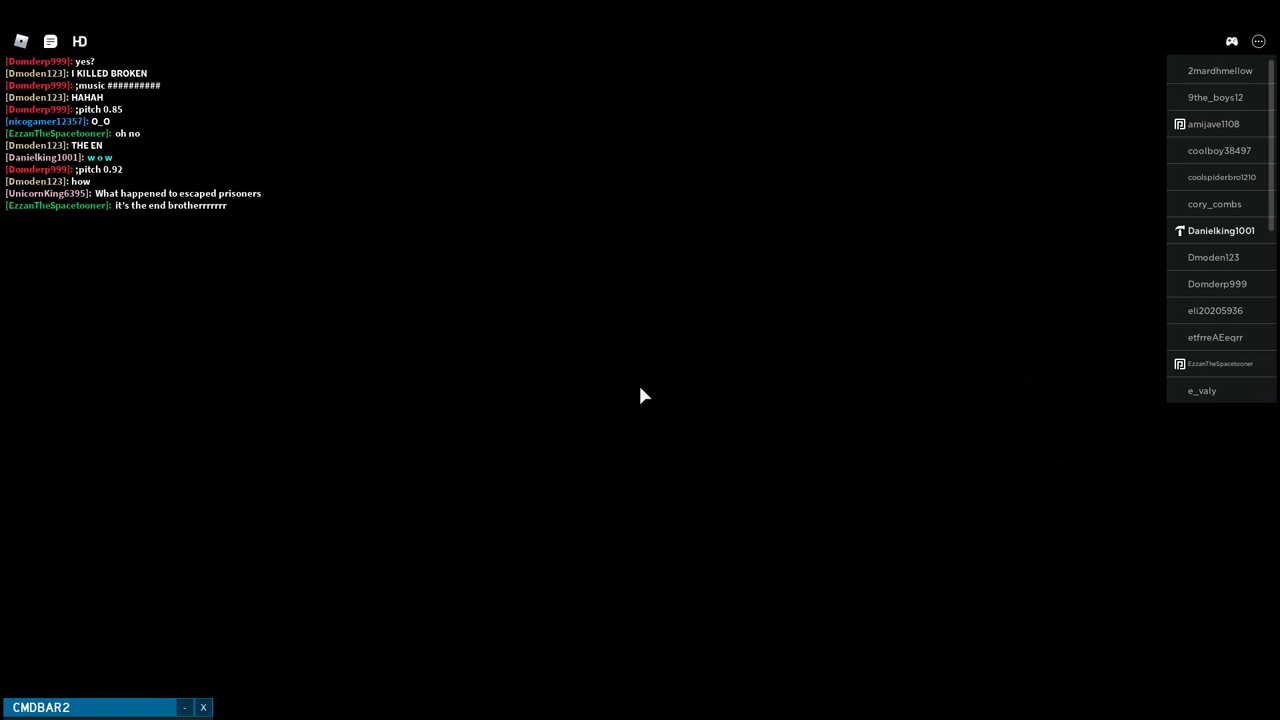 HD
[Domderp999]: yes?
[Dmoden123]: I KILLED BROKEN
[Domderp999]: ;music ##########
[Dmoden123]: HAHAH
[Domderp999]: ;pitch 0.85
[nicogamer12357]: O_O
[EzzanTheSpacetooner]: oh no
[Dmoden123]: THE EN
[Danielking1001]: w o w
[Domderp999]: ;pitch 0.92
[Dmoden123]: how
[UnicornKing6395]: What happened to escaped prisoners
[EzzanTheSpacetooner]: it's the end brotherrrrrrr
2mardhmellow
9the_boys12
amijave1108
coolboy38497
coolspiderbro1210
cory_combs
Danielking1001
Dmoden123
Domderp999
eli20205936
etfrreAEeqrr
EzzanTheSpacetooner
e_valy
CMDBAR2 - X